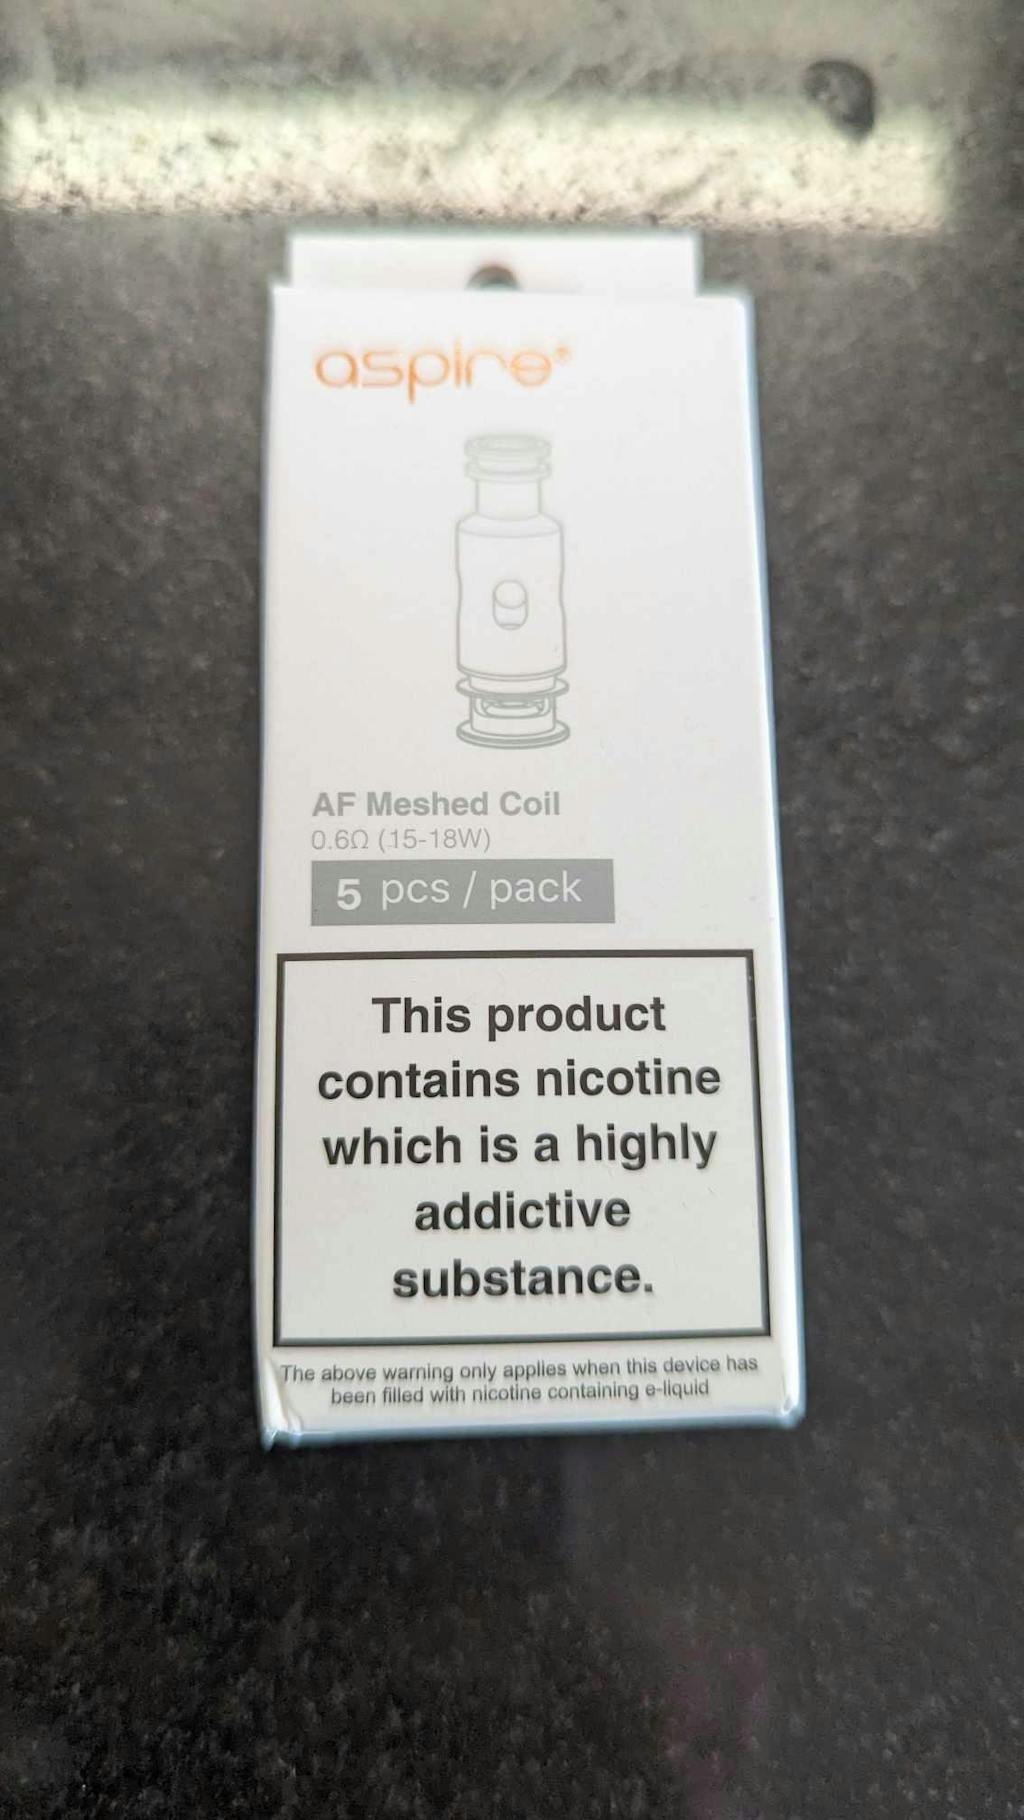 aspire®
AF Meshed Coil
0.6Ω (15-18W)
5 pcs / pack
This product
contains nicotine
which is a highly
addictive
substance.
The above warning only applies when this device has
been filled with nicotine containing e-liquid